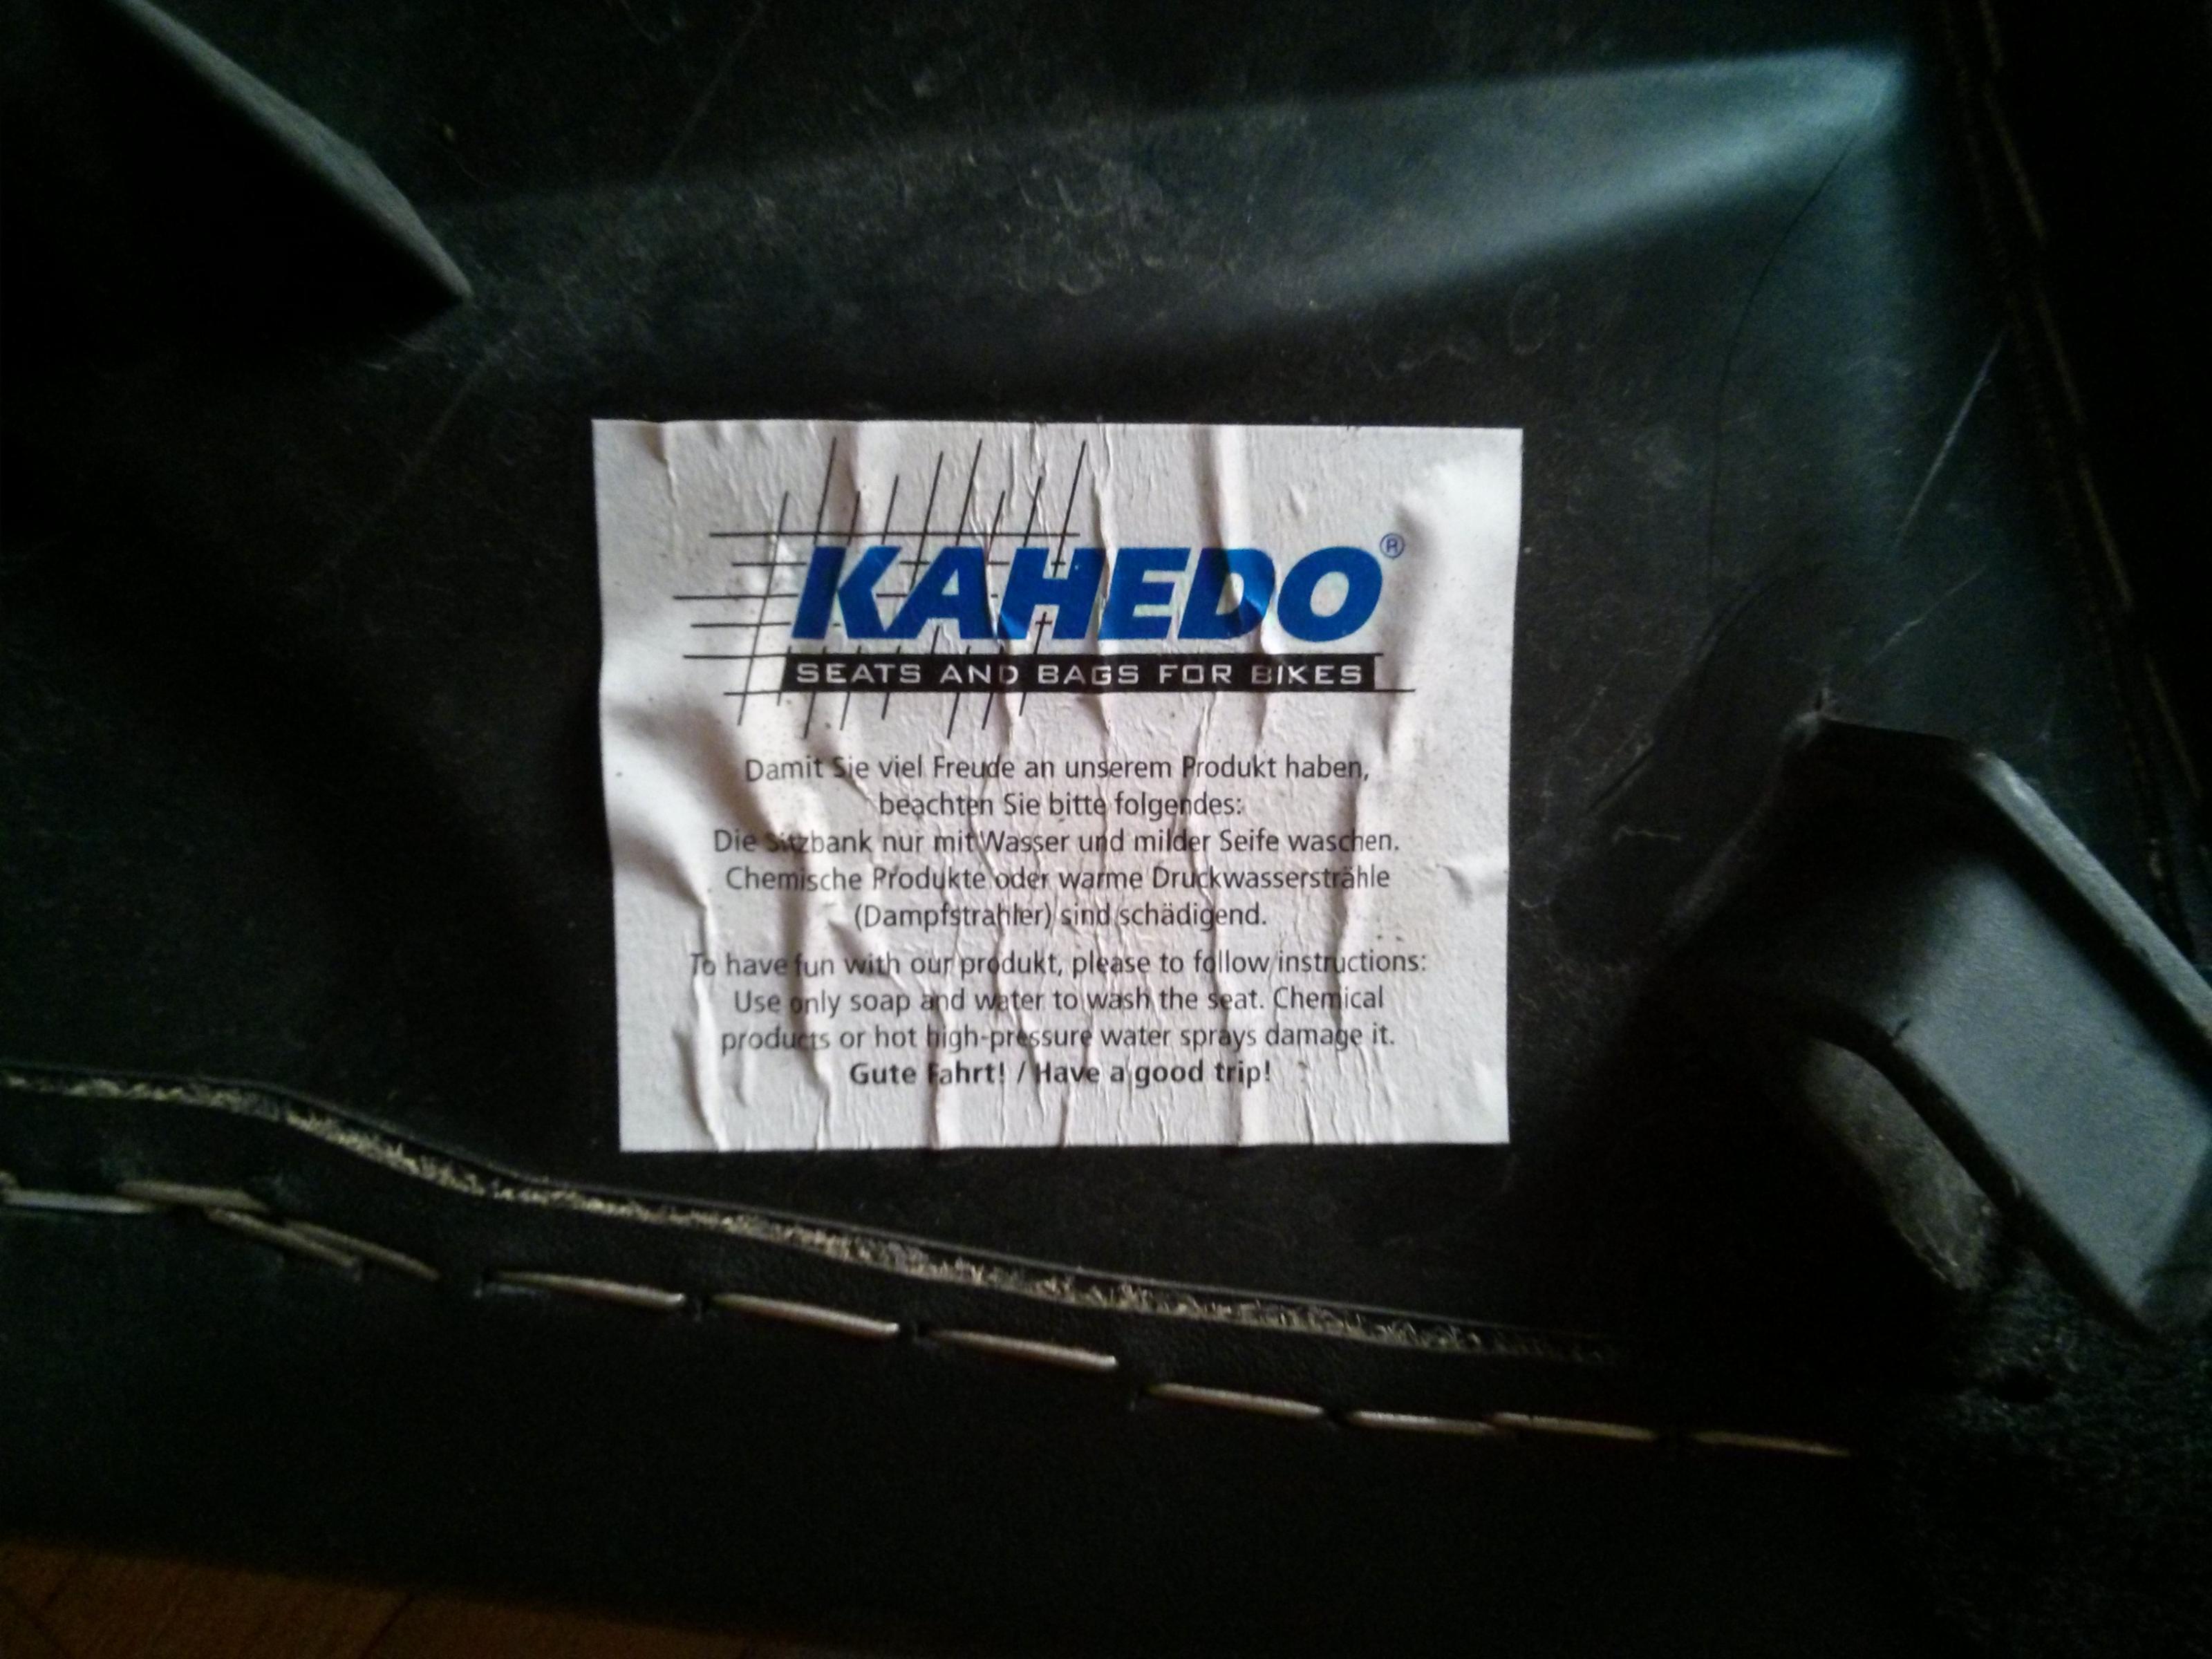 KAHEDO®
SEATS AND BAGS FOR BIKES
Damit Sie viel Freude an unserem Produkt haben,
beachten Sie bitte folgendes:
Die Sitzbank nur mit Wasser und milder Seife waschen.
Chemische Produkte oder warme Druckwassersträhle
(Dampfstrahler) sind schädigend.
To have fun with our produkt, please to follow instructions:
Use only soap and water to wash the seat. Chemical
products or hot high-pressure water sprays damage it.
Gute Fahrt! / Have a good trip!